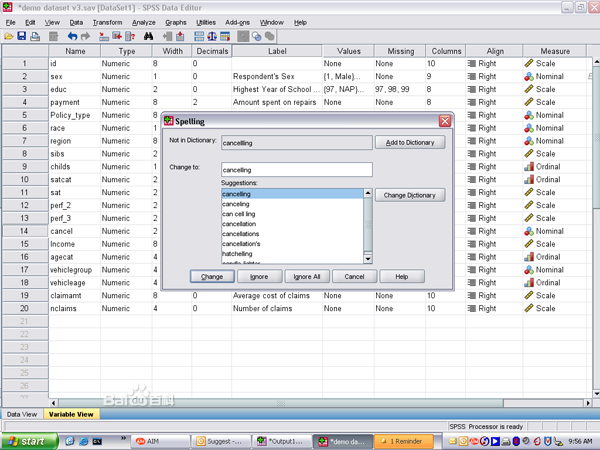 *demo dataset v3.sav [DataSet1] - SPSS Data Editor
File Edit View Data Transform Analyze Graphs Utilities Add-ons Window Help
Name Type Width Decimals Label Values Missing Columns Align Measure
1 id Numeric 8 0 None None 10 Right Scale
2 sex Numeric 1 0 Respondent's Sex {1, Male}... None 9 Right Nominal
3 educ Numeric 2 0 Highest Year of School ... {97, NAP}... 97, 98, 99 8 Right Scale
4 payment Numeric 8 2 Amount spent on repairs None None 8 Right Scale
5 Policy_type Numeric 8 Right Nominal
6 race Numeric 1 Right Nominal
7 region Numeric 8 Right Nominal
8 sibs Numeric 2 Right Scale
9 childs Numeric 1 Right Ordinal
10 satcat Numeric Right Ordinal
11 sat Numeric 2 Right Scale
12 perf_2 Numeric 2 Right Scale
13 perf_3 Numeric 2 Right Scale
14 cancel Numeric 2 Right Nominal
15 Income Numeric 8 Right Scale
16 agecat Numeric 4 Right Ordinal
17 vehiclegroup Numeric 4 Right Nominal
18 vehicleage Numeric 4 Right Ordinal
19 claimamt Numeric 8 0 Average cost of claims None None 10 Right Scale
20 nclaims Numeric 4 0 Number of claims None None 10 Right Scale
21
22
23
24
25
26
27
Spelling
Not in Dictionary: cancellling Add to Dictionary
Change to: cancelling
Suggestions:
cancelling Change Dictionary
canceling
can cell ling
cancellation
cancellations
cancellation's
hatchelling
Change Ignore Ignore All Cancel Help
Bai百科
Data View Variable View
SPSS Processor is ready
start AIM Suggest -... *Output1... *demo da... 1 Reminder 9:56 AM